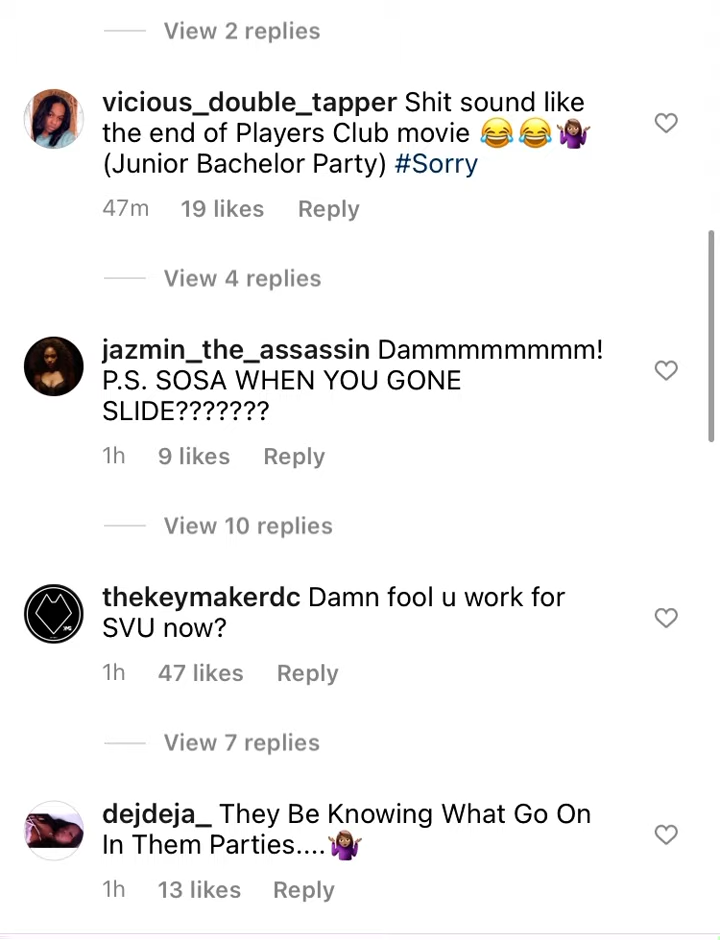 View 2 replies
vicious_double_tapper Shit sound like
the end of Players Club movie 😂😂🤷🏽‍♀️
(Junior Bachelor Party) #Sorry
47m 19 likes Reply
View 4 replies
jazmin_the_assassin Dammmmmmmm!
P.S. SOSA WHEN YOU GONE
SLIDE???????
1h 9 likes Reply
View 10 replies
thekeymakerdc Damn fool u work for
SVU now?
1h 47 likes Reply
View 7 replies
dejdeja_ They Be Knowing What Go On
In Them Parties....🤷🏽‍♀️
1h 13 likes Reply